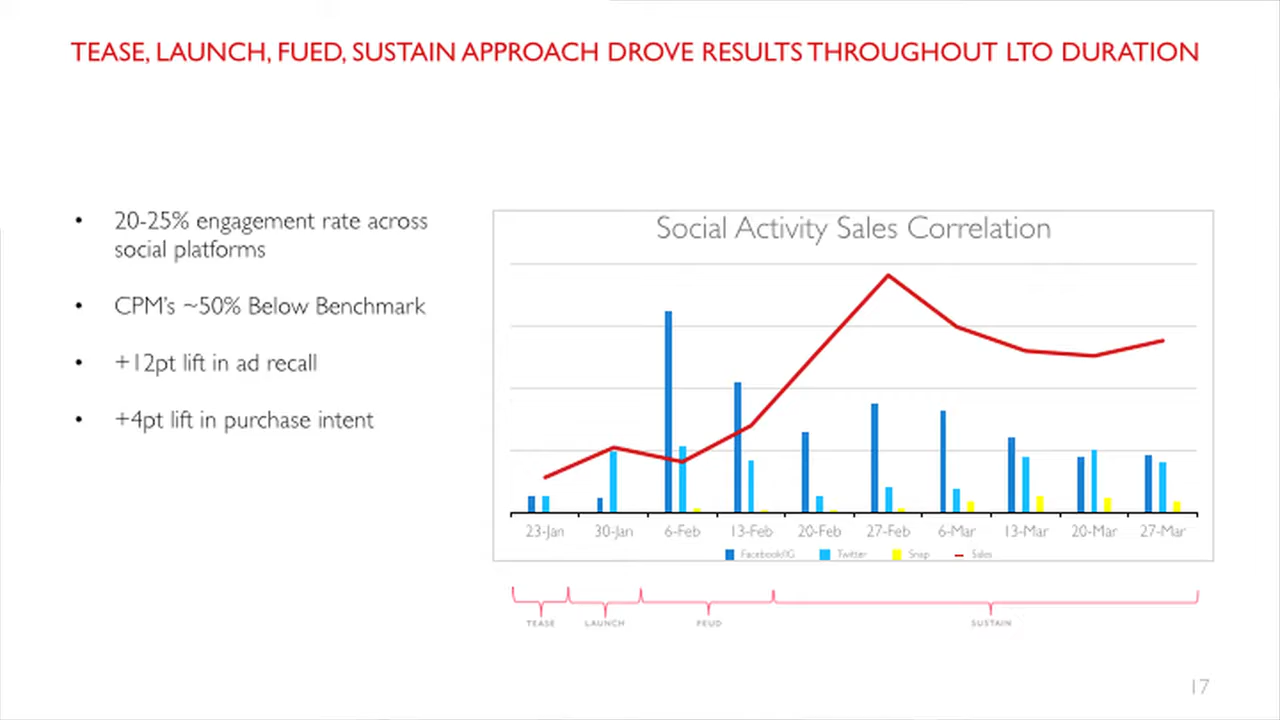 TEASE, LAUNCH, FUED, SUSTAIN APPROACH DROVE RESULTS THROUGHOUT LTO DURATION
• 20-25% engagement rate across
social platforms
• CPM's ~50% Below Benchmark
• +12pt lift in ad recall
• +4pt lift in purchase intent
Social Activity Sales Correlation
23-Jan 30-Jan 6-Feb 13-Feb 20-Feb 27-Feb 6-Mar 13-Mar 20-Mar 27-Mar
Facebook/IG Twitter Snap Sales
TEASE LAUNCH FEUD SUSTAIN
17